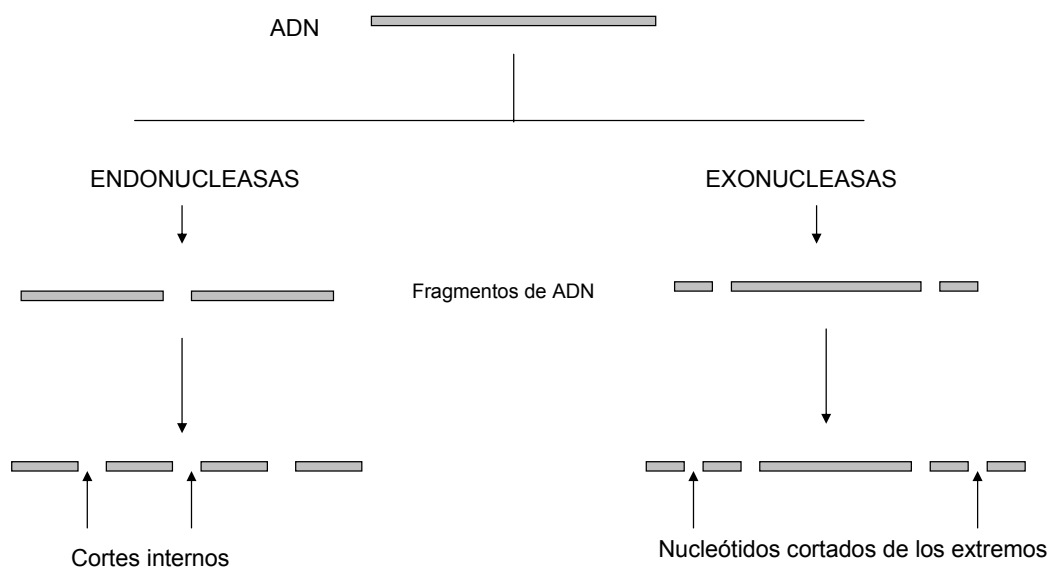 ADN
ENDONUCLEASAS
EXONUCLEASAS
Fragmentos de ADN
Cortes internos
Nucleótidos cortados de los extremos